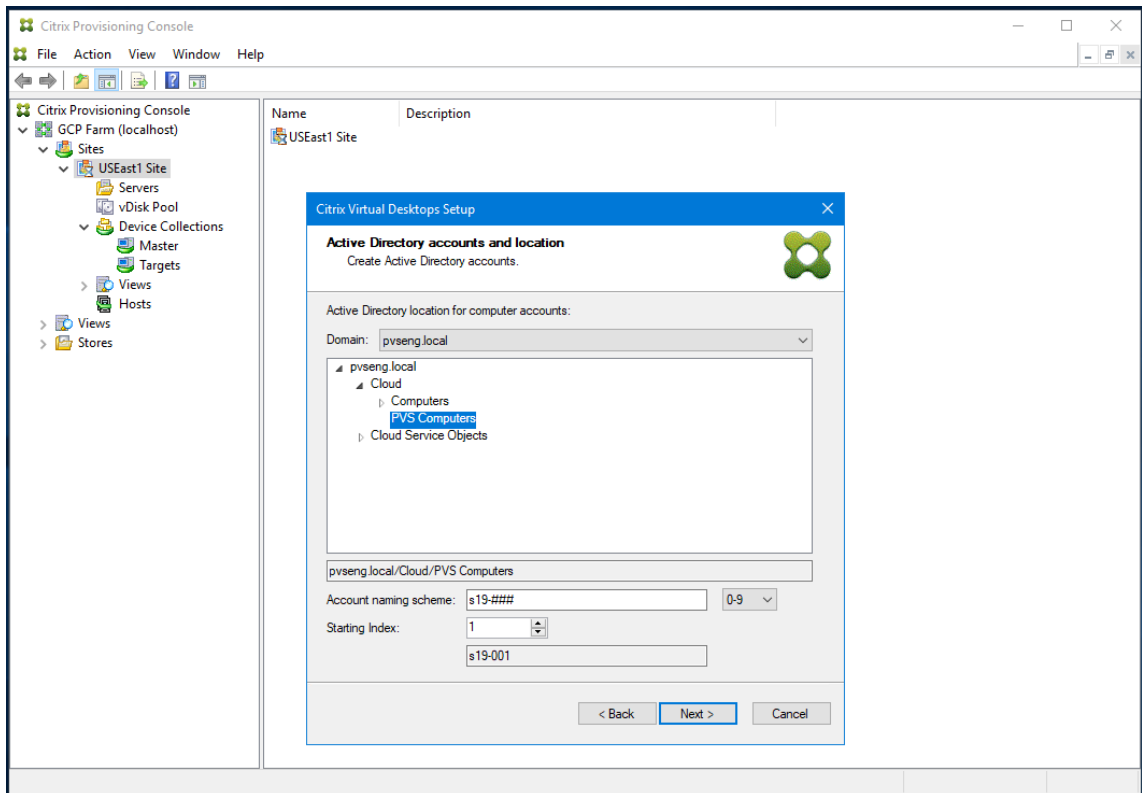 Citrix Provisioning Console
File Action View Window Help
Citrix Provisioning Console
GCP Farm (localhost)
Sites
USEast1 Site
Servers
vDisk Pool
Device Collections
Master
Targets
Views
Hosts
Views
Stores
Name Description
USEast1 Site
Citrix Virtual Desktops Setup
Active Directory accounts and location
Create Active Directory accounts.
Active Directory location for computer accounts:
Domain: pvseng.local
pvseng.local
Cloud
Computers
PVS Computers
Cloud Service Objects
pvseng.local/Cloud/PVS Computers
Account naming scheme: s19-### 0-9
Starting Index: 1
s19-001
< Back Next > Cancel